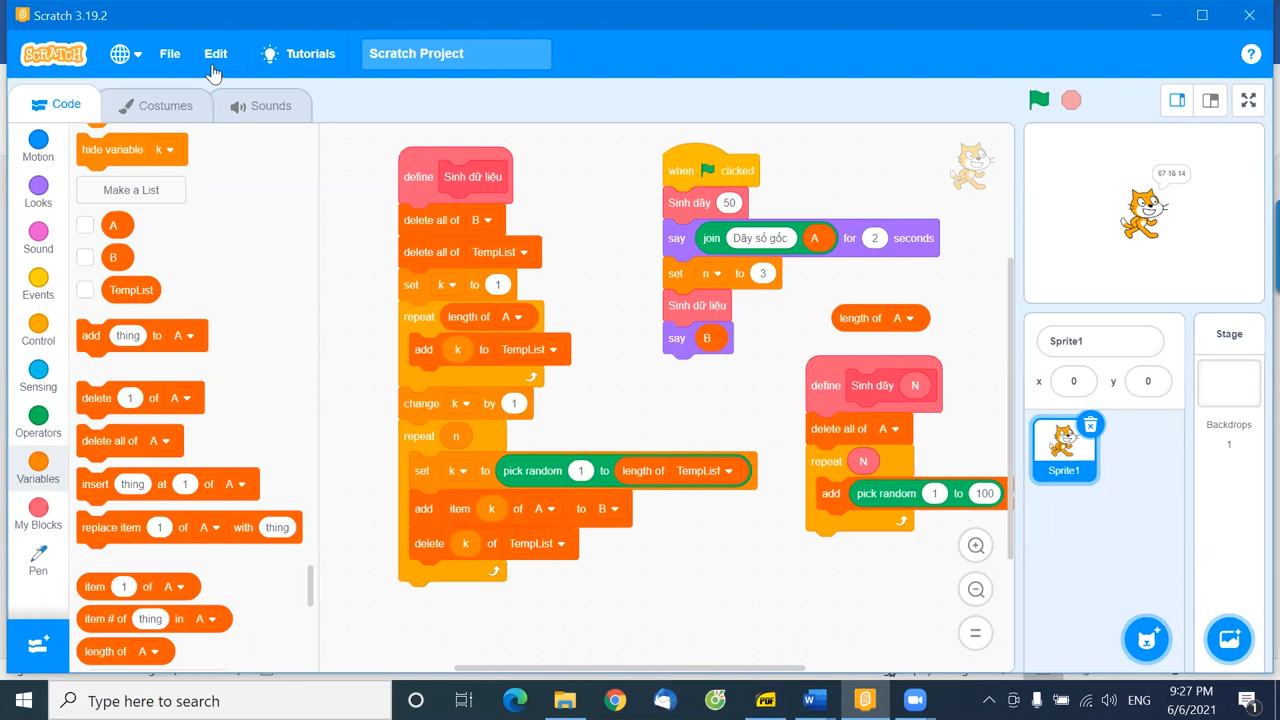 Scratch 3.19.2
SCRATCH
File
Edit
Tutorials
Scratch Project
?
Code
Costumes
Sounds
Motion
Looks
Sound
Events
Control
Sensing
Operators
Variables
My Blocks
Pen
hide variable k
Make a List
A
B
TempList
add thing to A
delete 1 of A
delete all of A
insert thing at 1 of A
replace item 1 of A with thing
item 1 of A
item # of thing in A
length of A
define Sinh dữ liệu
delete all of B
delete all of TempList
set k to 1
repeat length of A
add k to TempList
change k by 1
repeat n
set k to pick random 1 to length of TempList
add item k of A to B
delete k of TempList
when clicked
Sinh dãy 50
say join Dãy số gốc A for 2 seconds
set n to 3
Sinh dữ liệu
say B
length of A
define Sinh dãy N
delete all of A
repeat N
add pick random 1 to 100
67 16 14
Sprite1
x 0 y 0
Sprite1
Stage
Backdrops
1
Type here to search
PDF
W
ENG
9:27 PM
6/6/2021
1